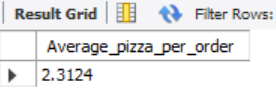 Result Grid Filter Rows:
Average_pizza_per_order
2.3124